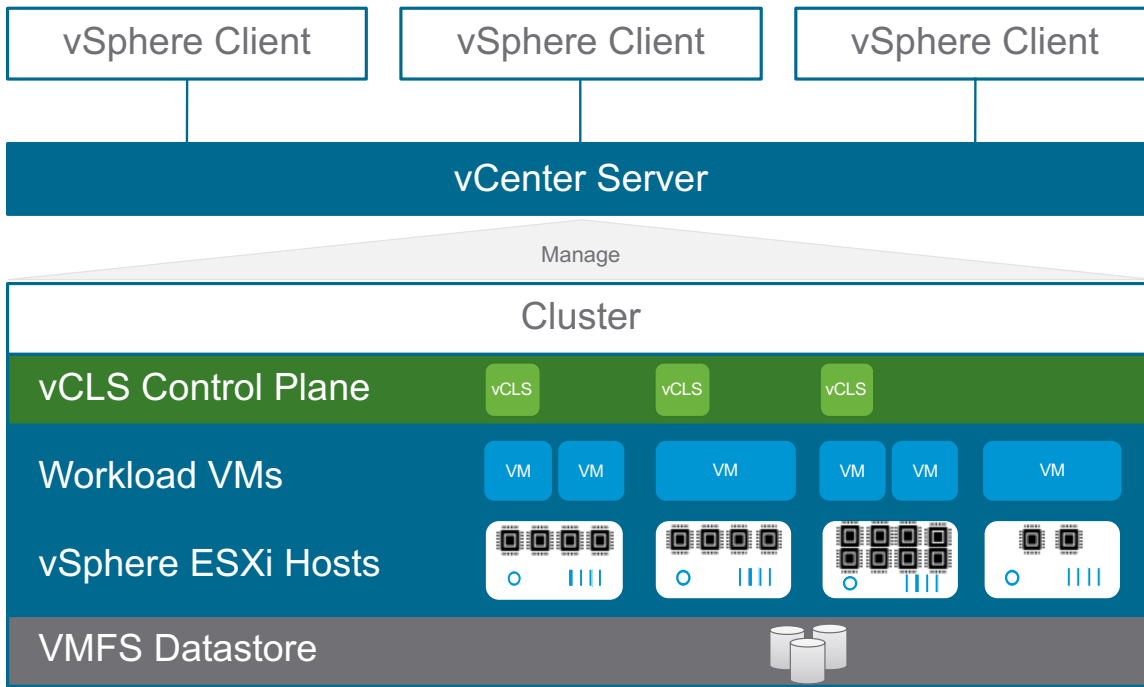 vSphere Client
vSphere Client
vSphere Client
vCenter Server
Manage
Cluster
vCLS Control Plane
vCLS
vCLS
vCLS
Workload VMs
VM
VM
VM
VM
VM
VM
vSphere ESXi Hosts
VMFS Datastore